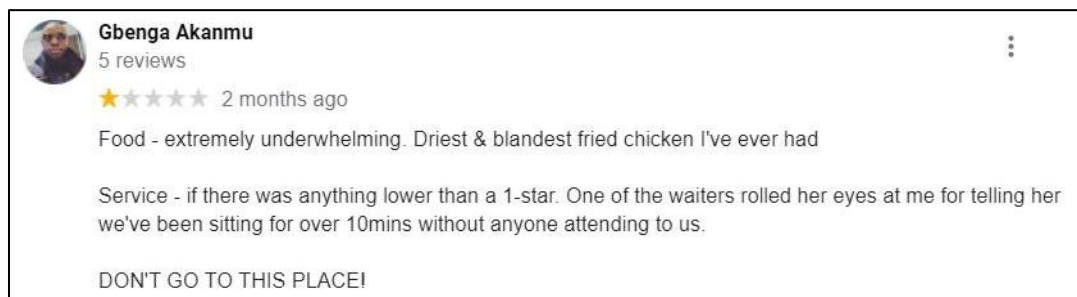 Gbenga Akanmu
5 reviews
2 months ago
Food - extremely underwhelming. Driest & blandest fried chicken I've ever had
Service - if there was anything lower than a 1-star. One of the waiters rolled her eyes at me for telling her
we've been sitting for over 10mins without anyone attending to us.
DON'T GO TO THIS PLACE!